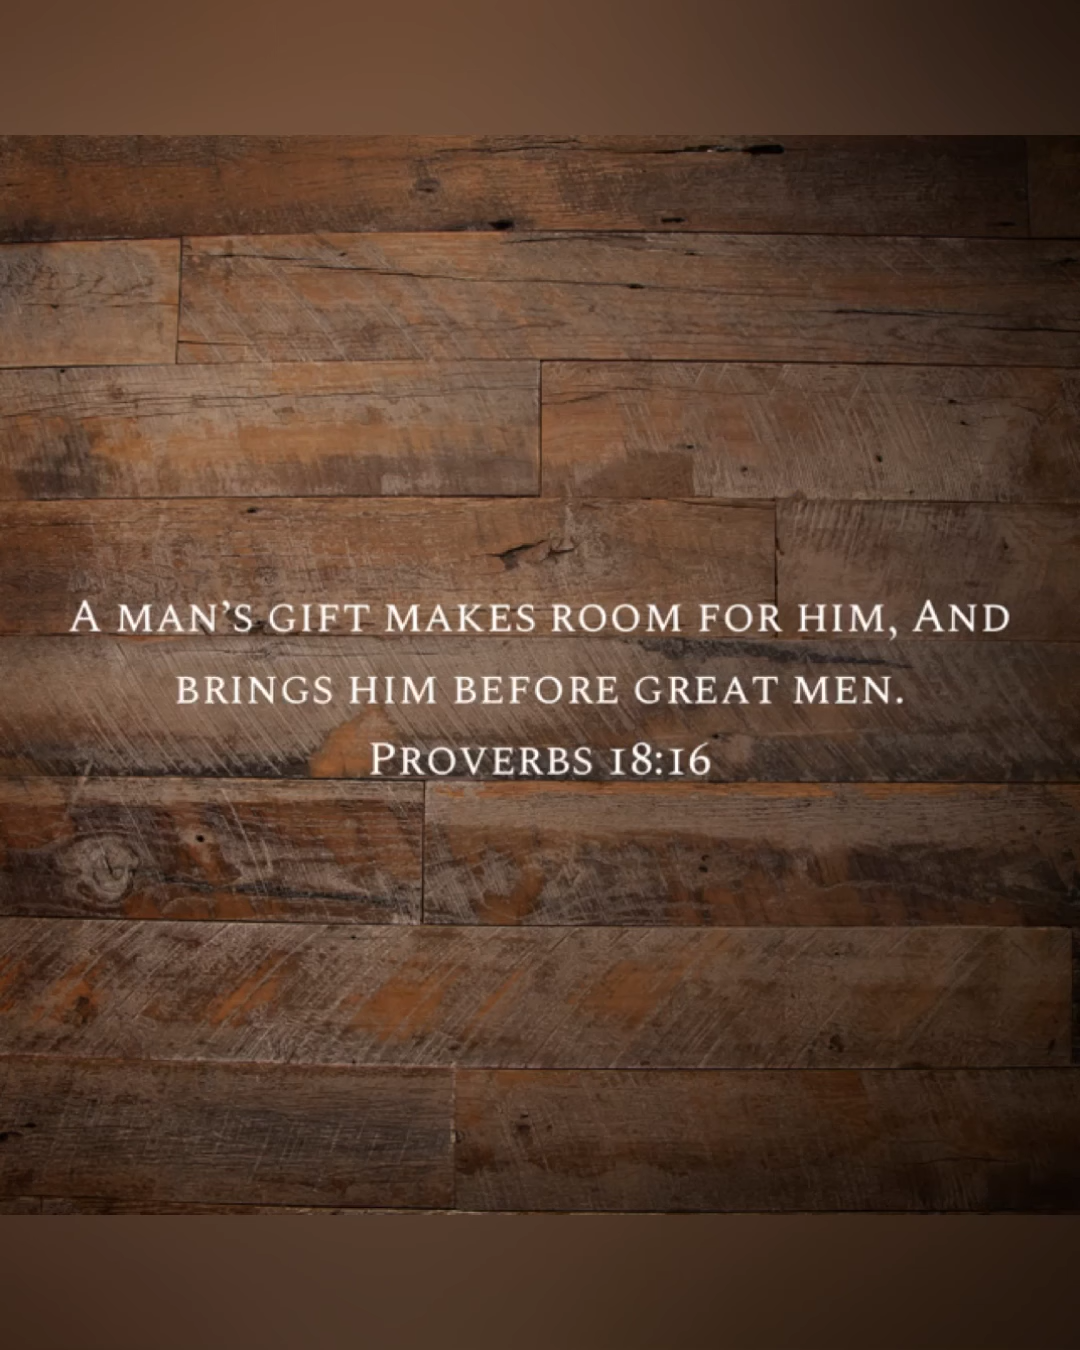 A man’s gift makes room for him, And
brings him before great men.
Proverbs 18:16